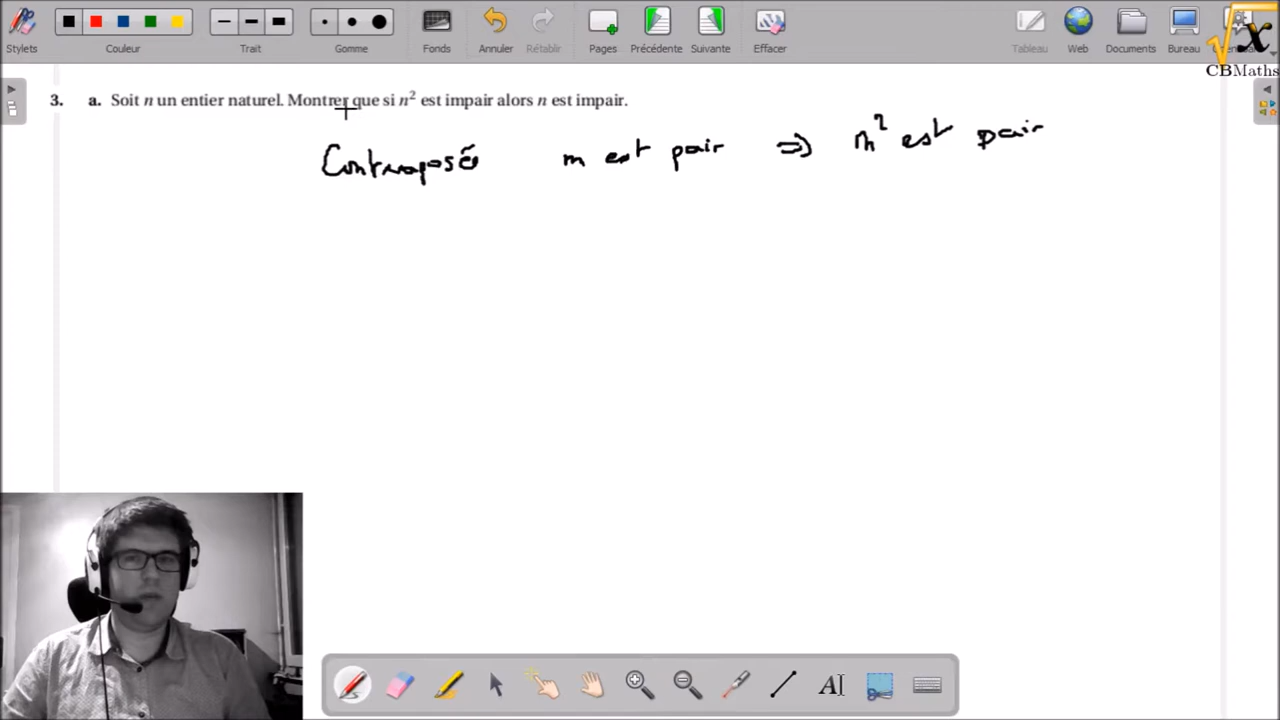 Stylets Couleur Trait Gomme Fonds Annuler Rétablir Pages Précédente Suivante Effacer Tableau Web Documents Bureau
CBMaths
3. a. Soit n un entier naturel. Montrer que si n² est impair alors n est impair.
Contraposée n est pair ⇒ n² est pair